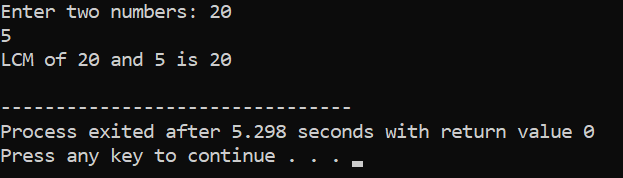 Enter two numbers: 20
5
LCM of 20 and 5 is 20
--------------------------------
Process exited after 5.298 seconds with return value 0
Press any key to continue . . .